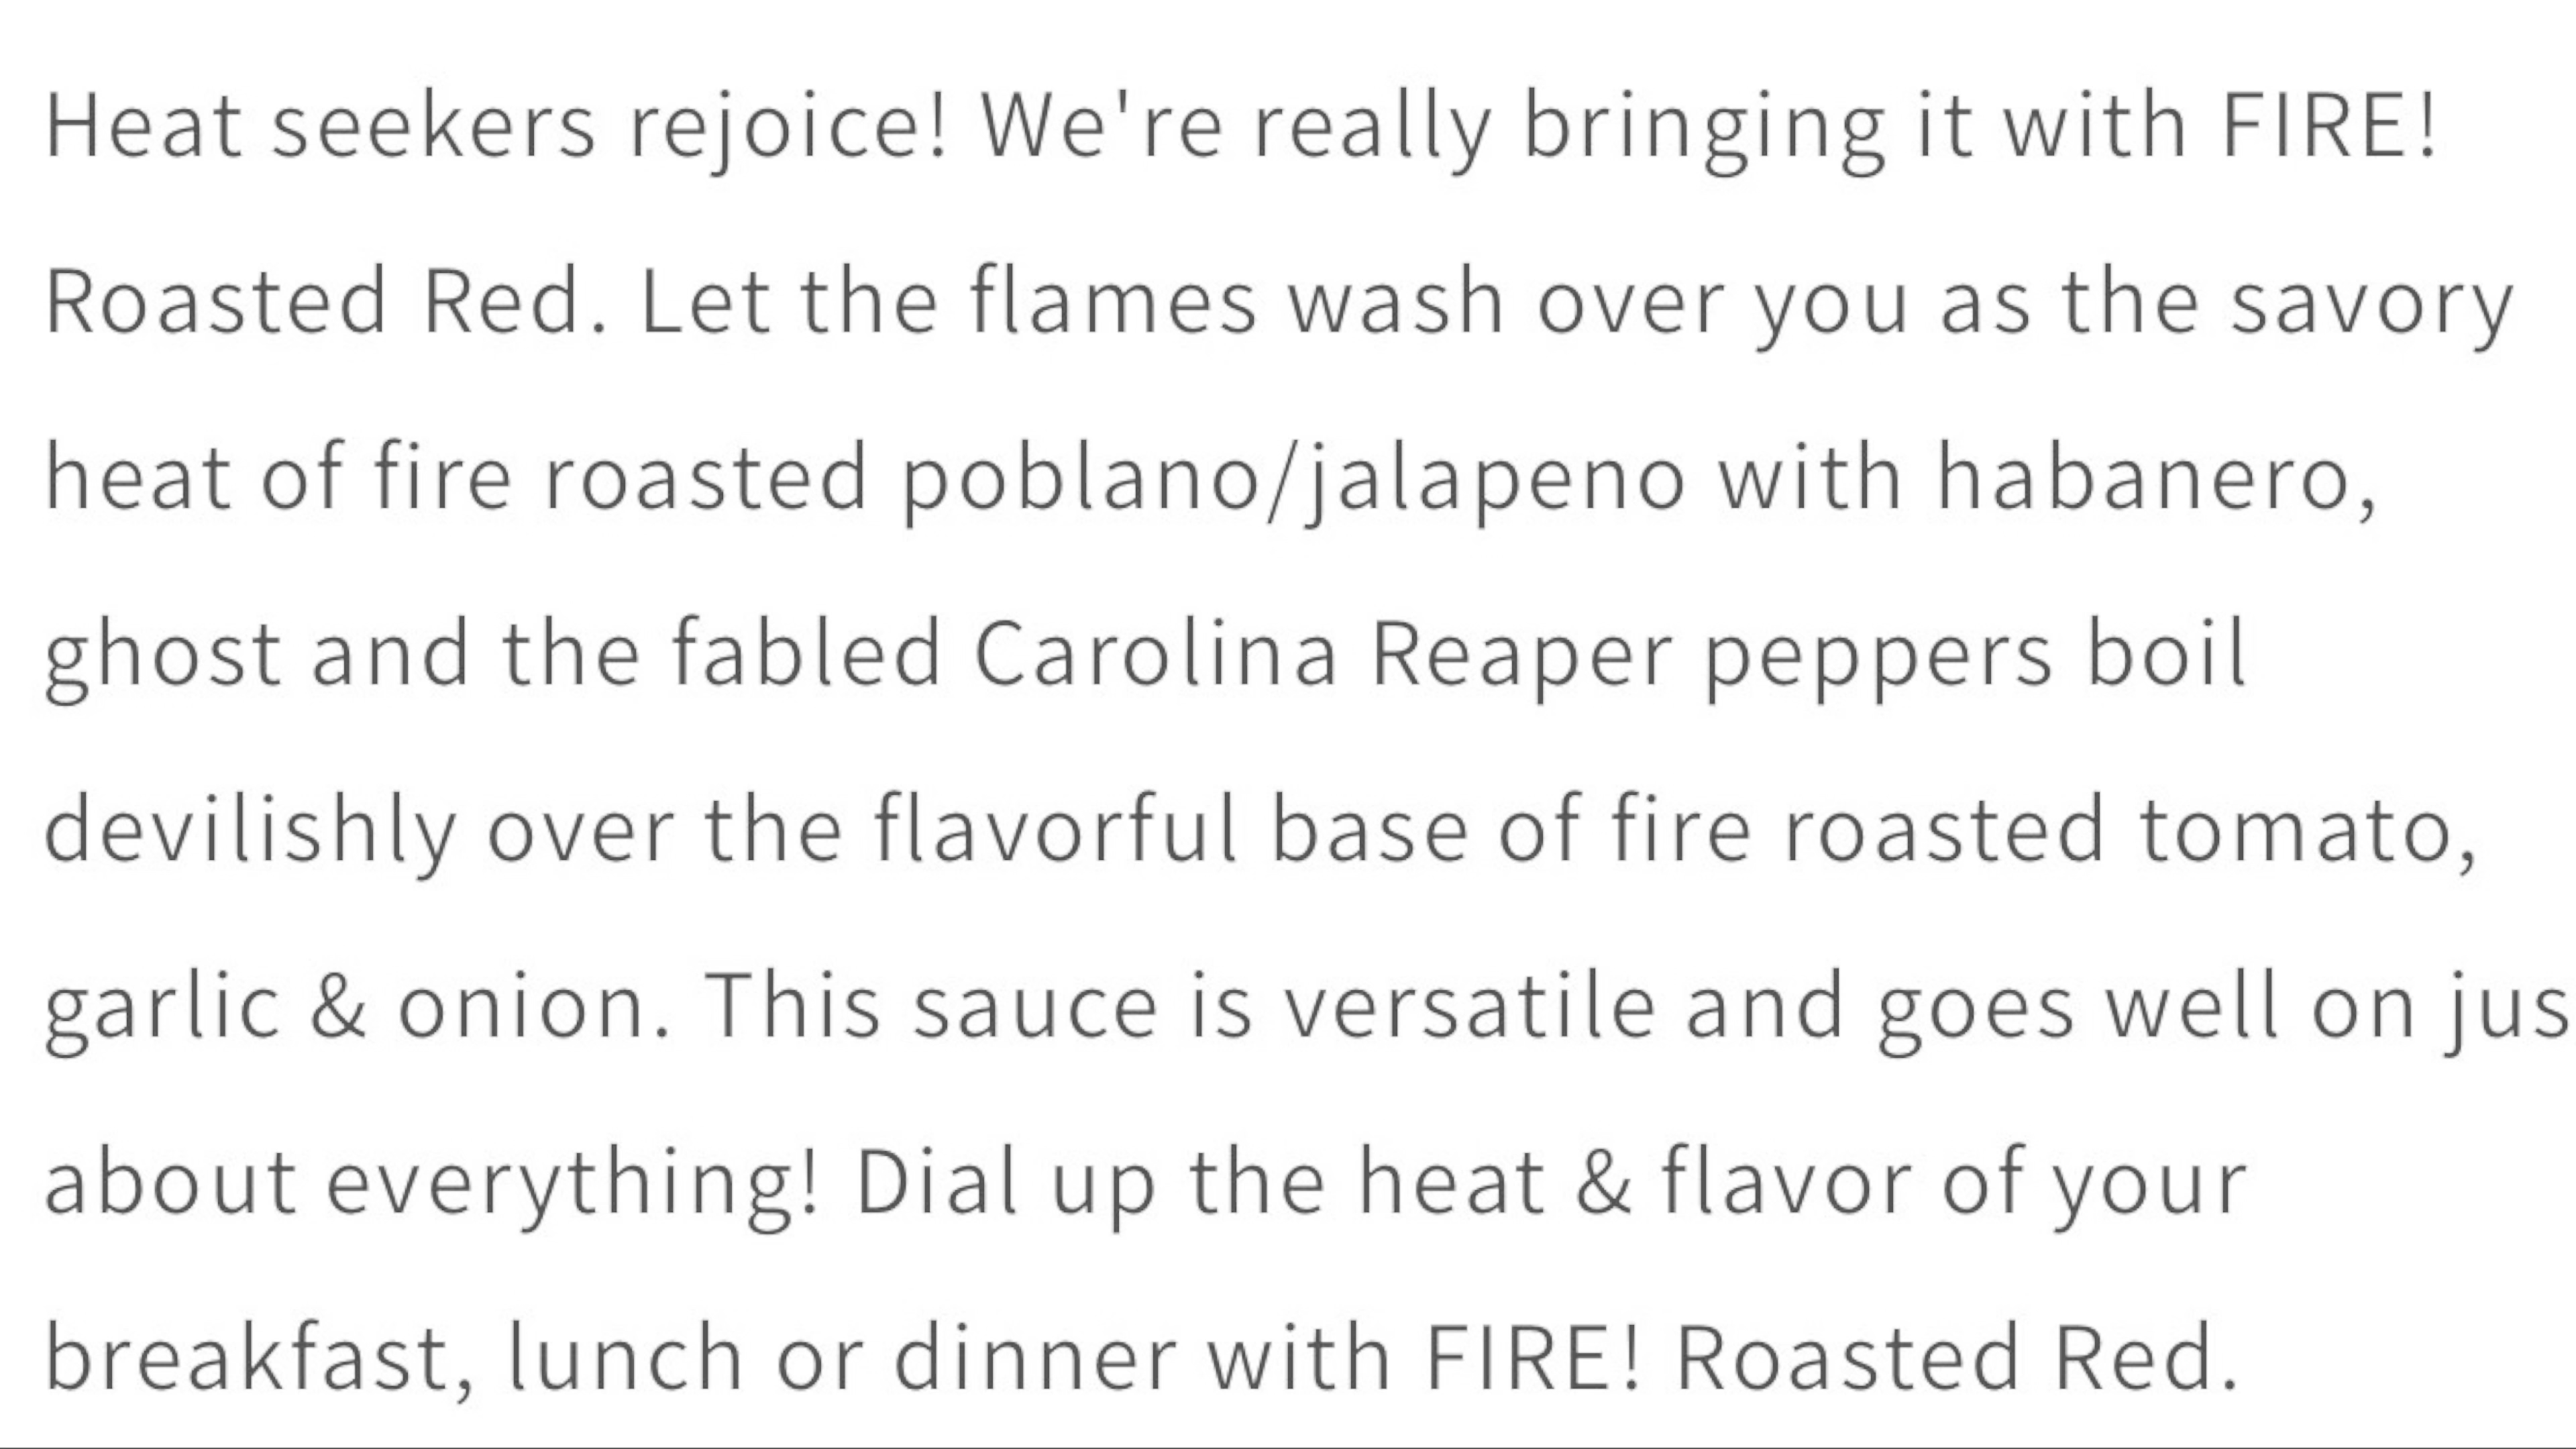 Heat seekers rejoice! We're really bringing it with FIRE!
Roasted Red. Let the flames wash over you as the savory
heat of fire roasted poblano/jalapeno with habanero,
ghost and the fabled Carolina Reaper peppers boil
devilishly over the flavorful base of fire roasted tomato,
garlic & onion. This sauce is versatile and goes well on jus
about everything! Dial up the heat & flavor of your
breakfast, lunch or dinner with FIRE! Roasted Red.